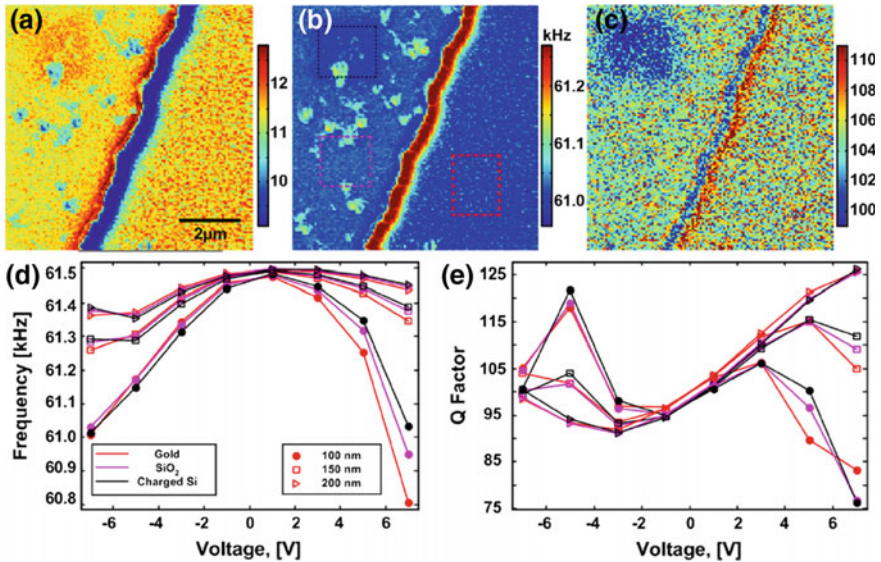 (a)
12
11
10
2μm
(b)
kHz
61.2
61.1
61.0
(c)
110
108
106
104
102
100
(d)
Frequency [kHz]
61.5
61.4
61.3
61.2
61.1
61.0
60.9
60.8
Gold
SiO₂
Charged Si
100 nm
150 nm
200 nm
-6 -4 -2 0 2 4 6
Voltage, [V]
(e)
Q Factor
125
115
105
95
85
75
-6 -4 -2 0 2 4 6
Voltage, [V]